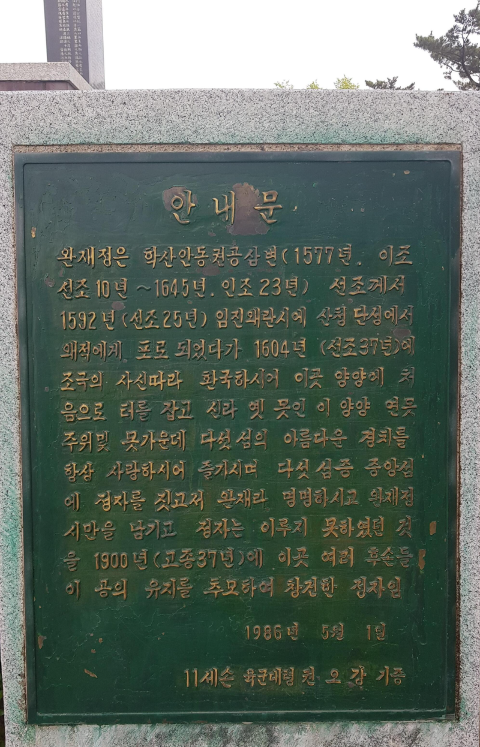 안내문
완재정은 학산안동권공삼변(1577년. 이조
선조10년~1645년. 인조23년) 선조께서
1592년(선조25년) 임진왜란시에 산청 단성에서
왜적에게 포로 되었다가 1604년 (선조37년)에
조국의 사신따라 환국하시어 이곳 양양에 처
음으로 터를 잡고 신라 옛 못인 이 양양 연못
주위및 못가운데 다섯섬의 아름다운 경치를
항상 사랑하시어 즐기시며 다섯섬중 중앙섬
에 정자를 짓고저 완재라 명명하시고 완재정
시만을 남기고 정자는 이루지 못하였던 것
을 1900년(고종37년)에 이곳 여러 후손들
이 공의 유지를 추모하여 창건한 정자임
1986년 5월 1일
11세손 육군대령 권 오 강 기증